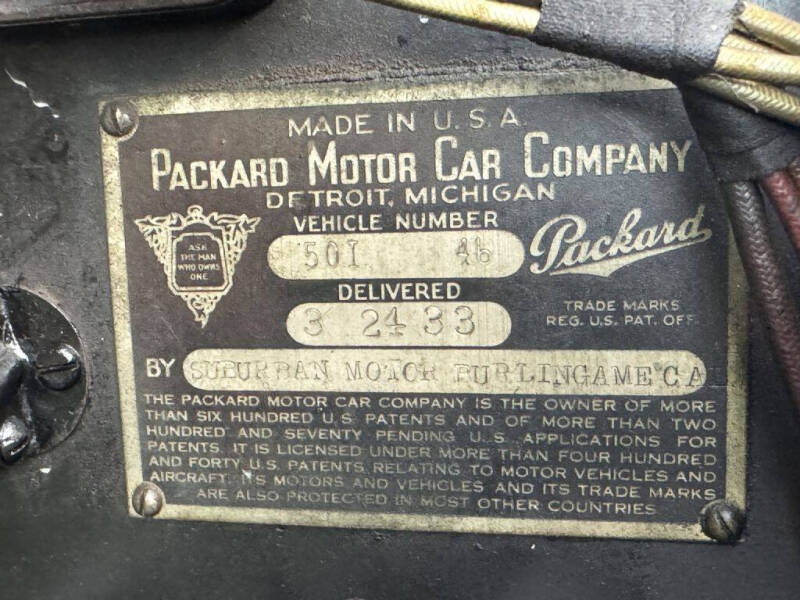 MADE IN U.S.A.
PACKARD MOTOR CAR COMPANY
DETROIT, MICHIGAN
VEHICLE NUMBER
501 46
ASK
THE MAN
WHO OWNS
ONE
Packard
DELIVERED
3 24 33
TRADE MARKS
REG. U.S. PAT. OFF.
BY SUBURBAN MOTOR BURLINGAME CAL
THE PACKARD MOTOR CAR COMPANY IS THE OWNER OF MORE
THAN SIX HUNDRED U.S. PATENTS AND OF MORE THAN TWO
HUNDRED AND SEVENTY PENDING U.S. APPLICATIONS FOR
PATENTS. IT IS LICENSED UNDER MORE THAN FOUR HUNDRED
AND FORTY U.S. PATENTS RELATING TO MOTOR VEHICLES AND
AIRCRAFT. ITS MOTORS AND VEHICLES AND ITS TRADE MARKS
ARE ALSO PROTECTED IN MOST OTHER COUNTRIES